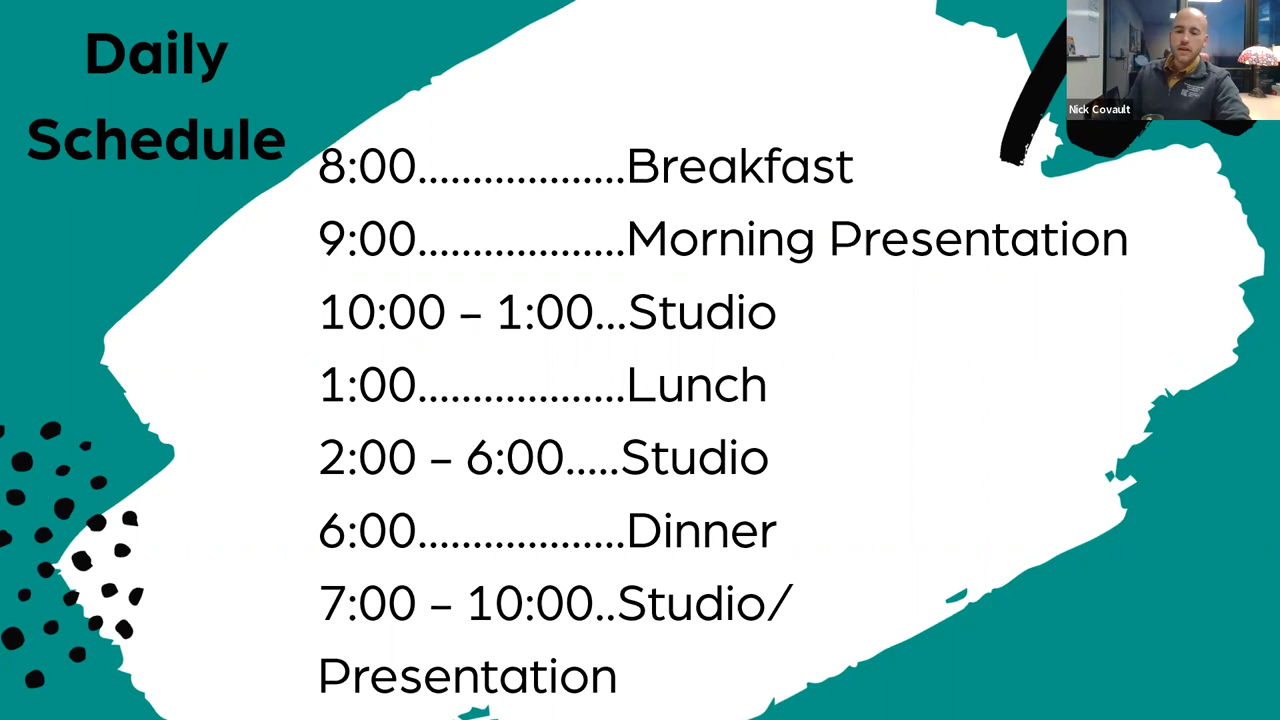 Daily
Schedule
8:00...................Breakfast
9:00...................Morning Presentation
10:00 – 1:00...Studio
1:00...................Lunch
2:00 – 6:00.....Studio
6:00...................Dinner
7:00 – 10:00..Studio/
Presentation
Nick Covault